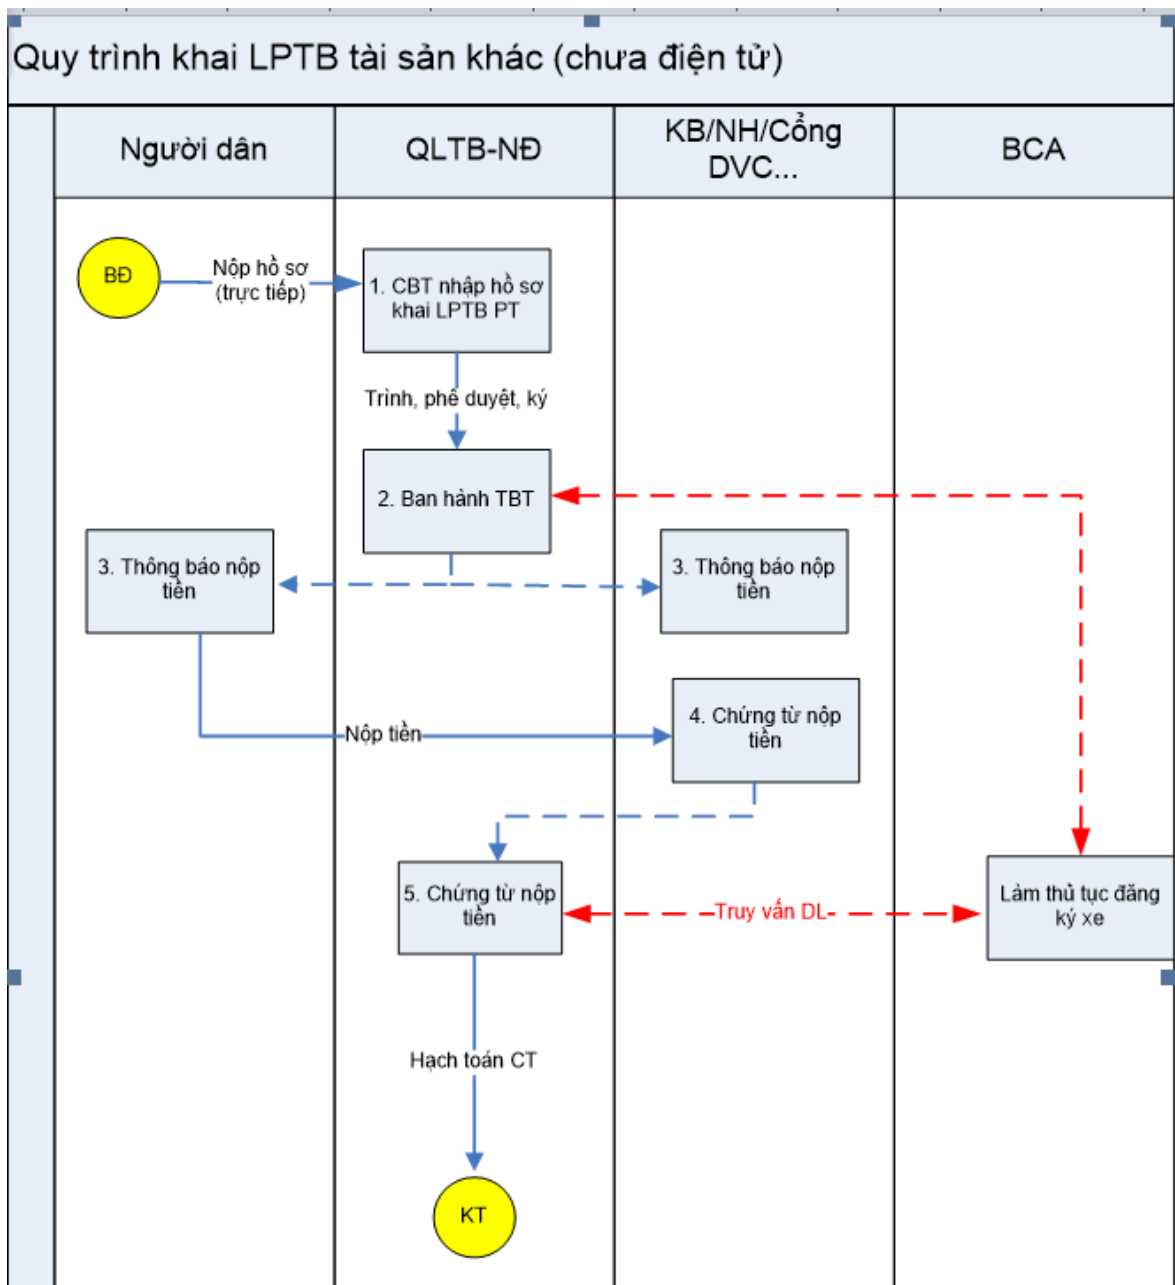 Quy trình khai LPTB tài sản khác (chưa điện tử)
Người dân
QLTB-NĐ
KB/NH/Cổng
DVC...
BCA
BĐ
Nộp hồ sơ
(trực tiếp)
1. CBT nhập hồ sơ
khai LPTB PT
Trình, phê duyệt, ký
2. Ban hành TBT
3. Thông báo nộp
tiền
3. Thông báo nộp
tiền
4. Chứng từ nộp
tiền
Nộp tiền
5. Chứng từ nộp
tiền
Truy vấn DL
Làm thủ tục đăng
ký xe
Hạch toán CT
KT